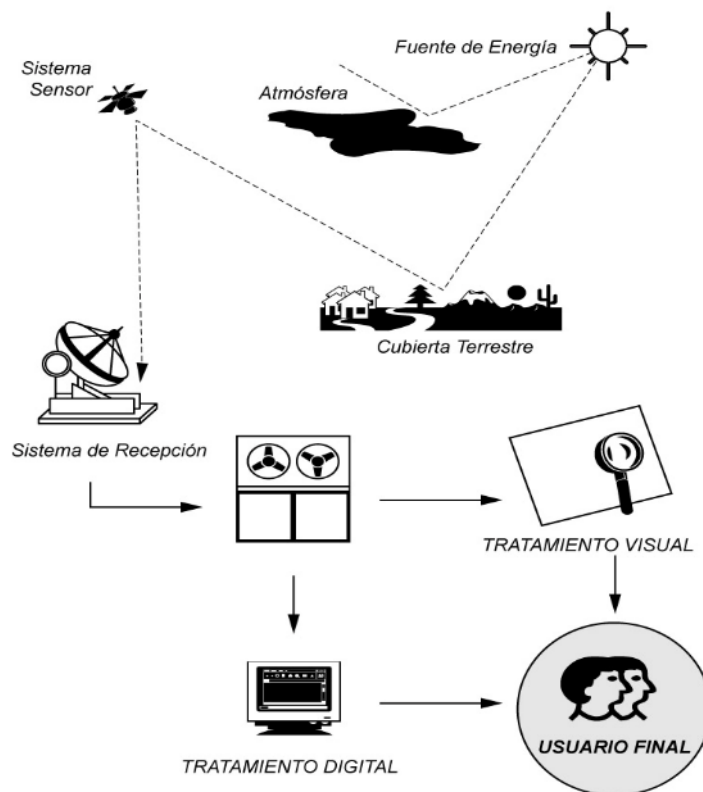 Fuente de Energía
Sistema
Sensor
Atmósfera
Cubierta Terrestre
Sistema de Recepción
TRATAMIENTO VISUAL
TRATAMIENTO DIGITAL
USUARIO FINAL